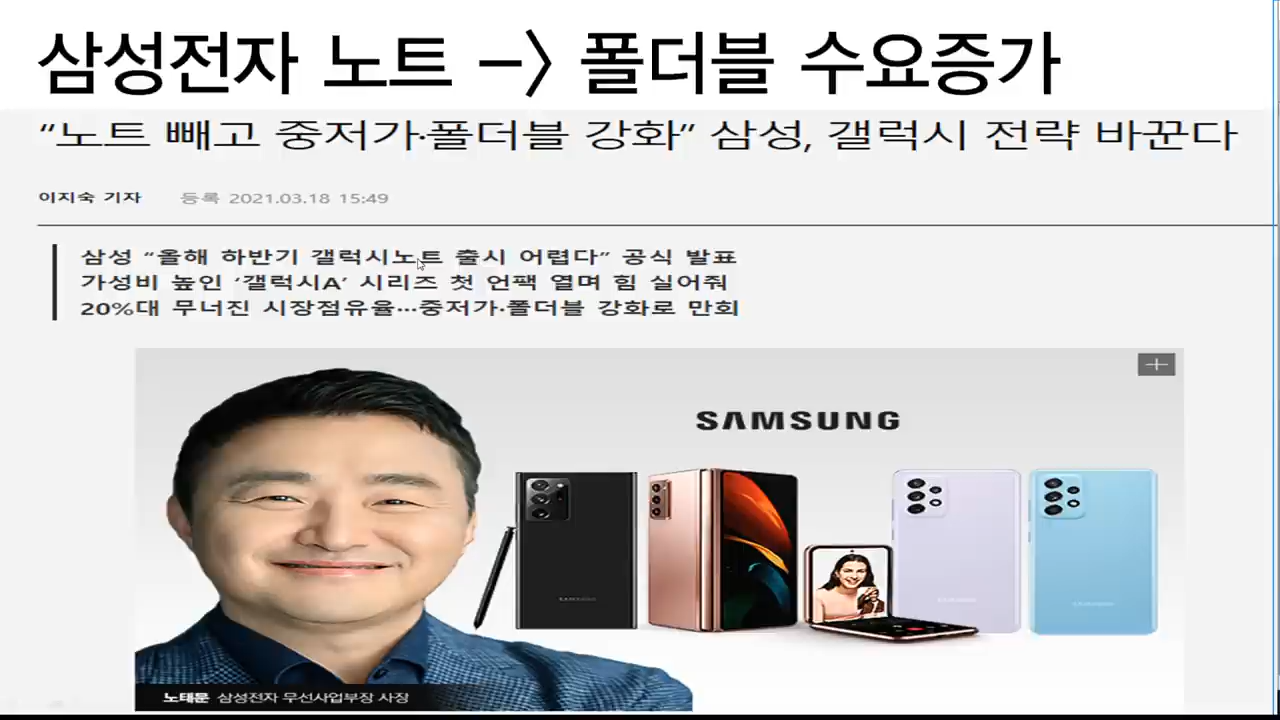 삼성전자 노트 -> 폴더블 수요증가
“노트 빼고 중저가·폴더블 강화” 삼성, 갤럭시 전략 바꾼다
이지숙 기자 등록 2021.03.18 15:49
삼성 “올해 하반기 갤럭시노트 출시 어렵다” 공식 발표
가성비 높인 ‘갤럭시A’ 시리즈 첫 언팩 열며 힘 실어줘
20%대 무너진 시장점유율…중저가·폴더블 강화로 만회
SAMSUNG
SAMSUNG
SAMSUNG
SAMSUNG
노태문 삼성전자 무선사업부장 사장